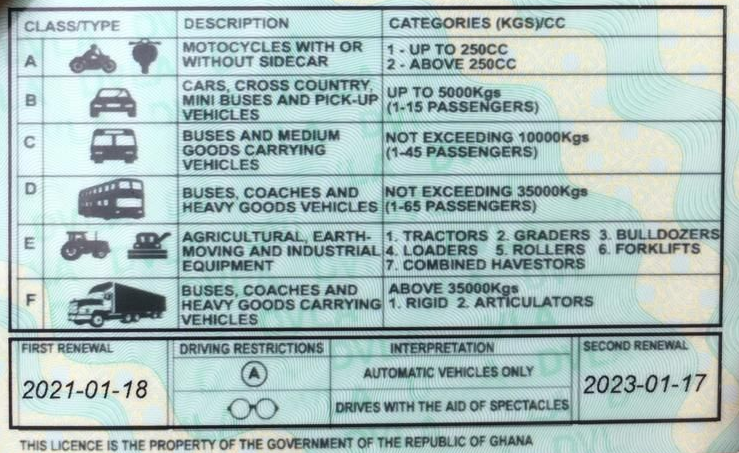 CLASS/TYPE DESCRIPTION CATEGORIES (KGS)/CC
A MOTOCYCLES WITH OR WITHOUT SIDECAR
1 - UP TO 250CC
2 - ABOVE 250CC
B CARS, CROSS COUNTRY,
MINI BUSES AND PICK-UP
VEHICLES
UP TO 5000Kgs
(1-15 PASSENGERS)
C BUSES AND MEDIUM
GOODS CARRYING
VEHICLES
NOT EXCEEDING 10000Kgs
(1-45 PASSENGERS)
D BUSES, COACHES AND
HEAVY GOODS VEHICLES
NOT EXCEEDING 35000Kgs
(1-65 PASSENGERS)
E AGRICULTURAL, EARTH-
MOVING AND INDUSTRIAL
EQUIPMENT
1. TRACTORS 2. GRADERS 3. BULLDOZERS
4. LOADERS 5. ROLLERS 6. FORKLIFTS
7. COMBINED HAVESTORS
F BUSES, COACHES AND
HEAVY GOODS CARRYING
VEHICLES
ABOVE 35000Kgs
1. RIGID 2. ARTICULATORS
FIRST RENEWAL
2021-01-18
DRIVING RESTRICTIONS INTERPRETATION
A AUTOMATIC VEHICLES ONLY
DRIVES WITH THE AID OF SPECTACLES
SECOND RENEWAL
2023-01-17
THIS LICENCE IS THE PROPERTY OF THE GOVERNMENT OF THE REPUBLIC OF GHANA